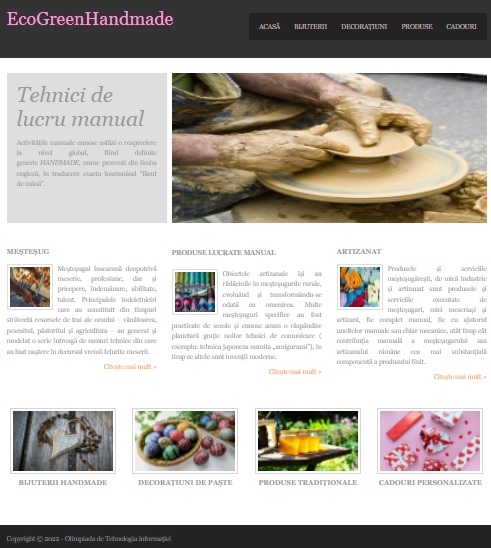 EcoGreenHandmade
ACASĂ BIJUTERII DECORAȚIUNI PRODUSE CADOURI
Tehnici de
lucru manual
Activitățile manuale cunosc astăzi o reapreciere
la nivel global, fiind definite
generic HANDMADE, nume provenit din limba
engleză, în traducere exacta însemnând "făcut
de mână".
MEȘTEȘUG
Meșteșugul înseamnă deopotrivă
meserie, profesiune, dar și
pricepere, îndemânare, abilitate,
talent. Principalele îndeletniciri
care au constituit din timpuri
străvechi resursele de trai ale omului - vânătoarea,
pescuitul, păstoritul și agricultura – au generat și
modelat o serie întreagă de ramuri tehnice din care
au luat naștere în decursul vremii felurite meserii.
Citește mai mult »
PRODUSE LUCRATE MANUAL
Obiectele artizanale își au
rădăcinile în meșteșugurile rurale,
evoluând și transformându-se
odată cu omenirea. Multe
meșteșuguri specifice au fost
practicate de secole și cunosc acum o răspândire
planetară grație noilor tehnici de comunicare (
exemplu: tehnica japoneza numita „amigurumi"), în
timp ce altele sunt invenții moderne.
Citește mai mult »
ARTIZANAT
Produsele și serviciile
meșteșugărești, de mică industrie
și artizanat sunt produsele și
serviciile executate de
meșteșugari, mici meseriași și
artizani, fie complet manual, fie cu ajutorul
uneltelor manuale sau chiar mecanice, atât timp cât
contribuția manuală a meșteșugarului sau
artizanului rămâne cea mai substanțială
componentă a produsului finit.
Citește mai mult »
BIJUTERII HANDMADE DECORAȚIUNI DE PAȘTE PRODUSE TRADIȚIONALE CADOURI PERSONALIZATE
Copyright © 2022 - Olimpiada de Tehnologia Informației